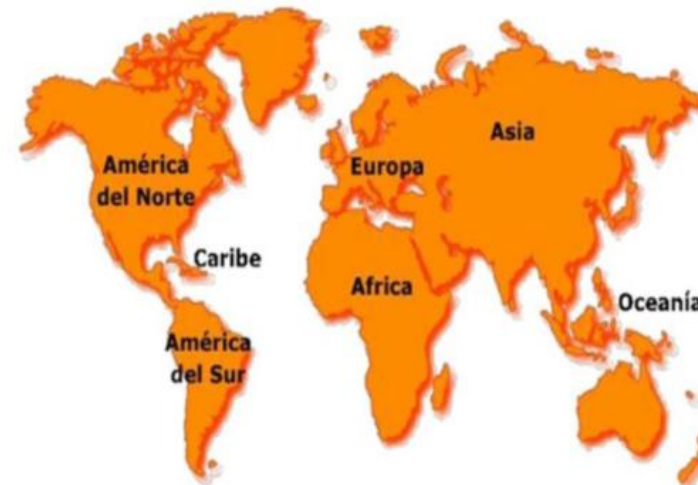 Asia
América
del Norte
Europa
Caribe
Africa
Oceanía
América
del Sur